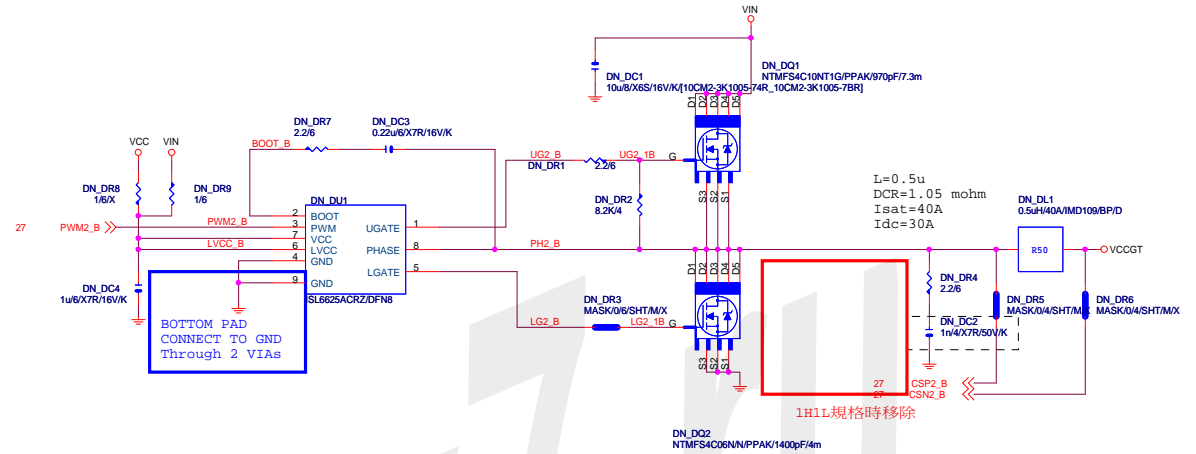 VIN
DN_DC1
10u/8/X6S/16V/K/[10CM2-3K1005-74R_10CM2-3K1005-7BR]
DN_DQ1
NTMFS4C10NT1G/PPAK/970pF/7.3m
D1
D2
D3
D4
D5
G
S3
S2
S1
VCC
VIN
DN_DR8
1/6/X
DN_DR9
1/6
BOOT_B
DN_DR7
2.2/6
DN_DC3
0.22u/6/X7R/16V/K
UG2_B
DN_DR1
2.2/6
UG2_1B
DN_DR2
8.2K/4
L=0.5u
DCR=1.05 mohm
Isat=40A
Idc=30A
DN_DL1
0.5uH/40A/IMD109/BP/D
R50
VCCGT
27
PWM2_B
PWM2_B
LVCC_B
DN_DU1
2
BOOT
3
PWM
7
VCC
6
LVCC
4
GND
9
GND
UGATE
1
PHASE
8
LGATE
5
ISL6625ACRZ/DFN8
PH2_B
DN_DC4
1u/6/X7R/16V/K
BOTTOM PAD
CONNECT TO GND
Through 2 VIAs
LG2_B
DN_DR3
MASK/0/6/SHT/M/X
LG2_1B
D1
D2
D3
D4
D5
G
S3
S2
S1
DN_DQ2
NTMFS4C06N/N/PPAK/1400pF/4m
DN_DR4
2.2/6
DN_DC2
1n/4/X7R/50V/K
DN_DR5
MASK/0/4/SHT/M/X
DN_DR6
MASK/0/4/SHT/M/X
27
CSP2_B
27
CSN2_B
1H1L規格時移除